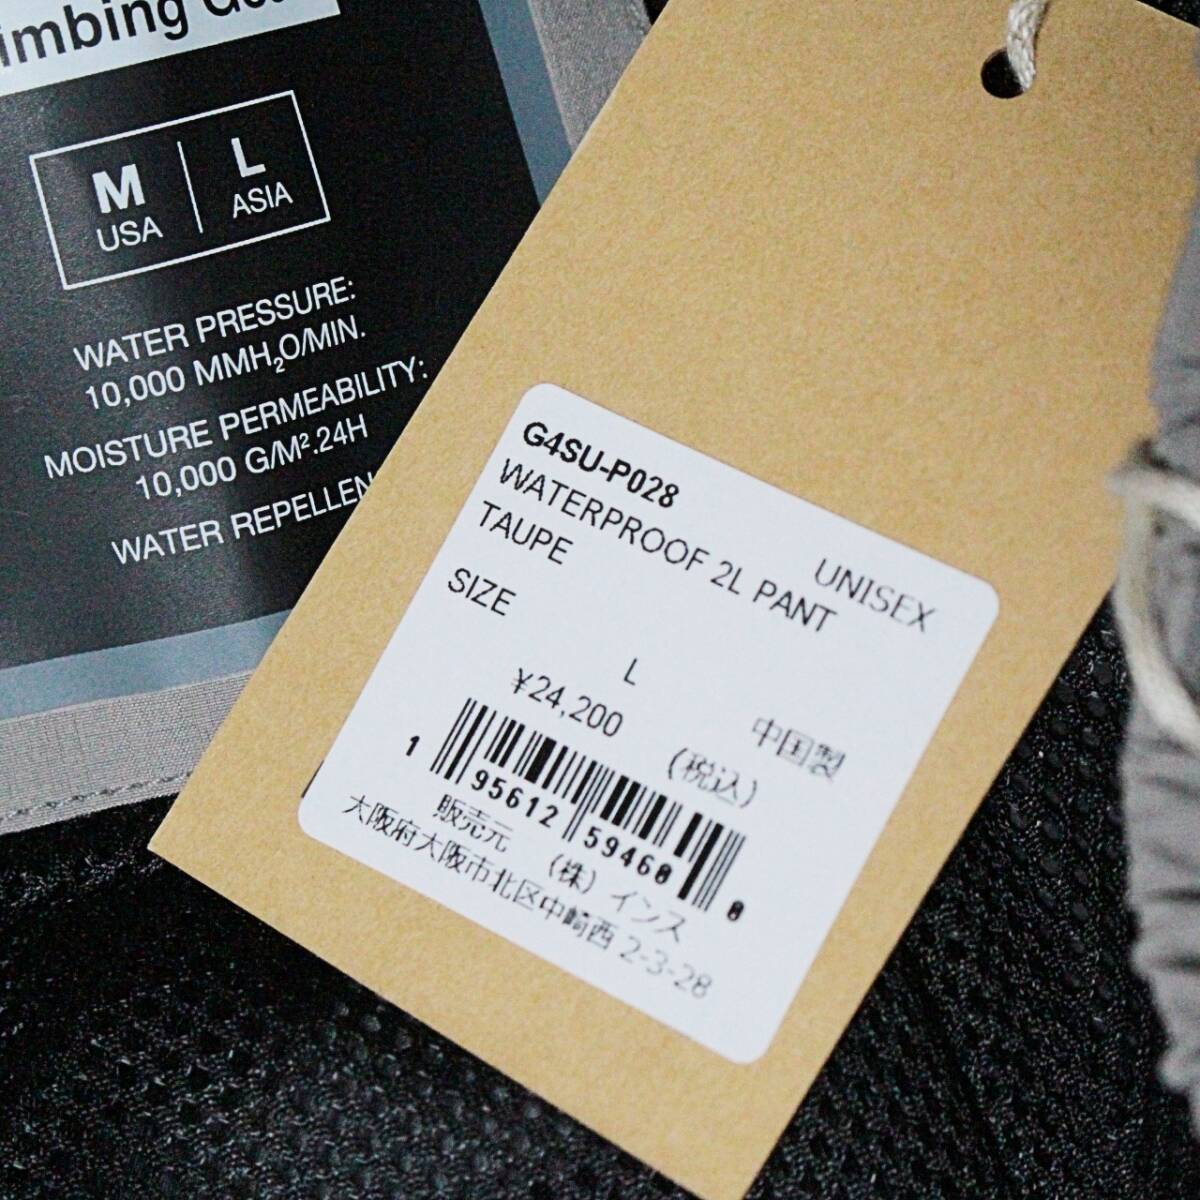 imbing
M L
USA ASIA
WATER PRESSURE:
10,000 MMH₂O/MIN.
MOISTURE PERMEABILITY:
10,000 G/M².24H
WATER REPELLEN
G4SU-P028
UNISEX
WATERPROOF 2L PANT
TAUPE
SIZE
L
¥24,200
中国製
(税込)
1 95612 59460 0
販売元 (株) インス
大阪府大阪市北区中崎西 2-3-28